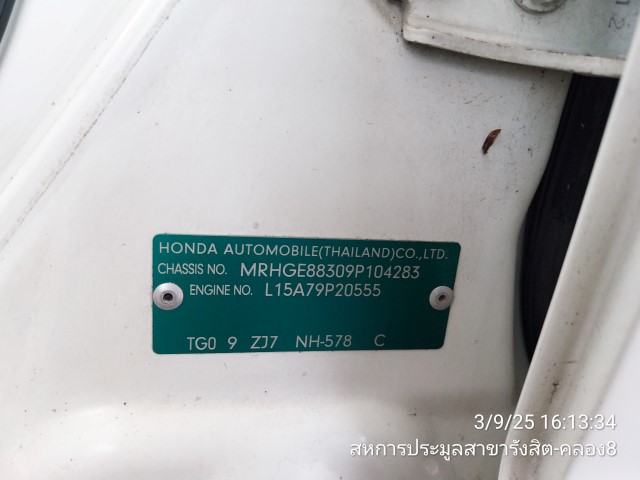 HONDA AUTOMOBILE(THAILAND)CO.,LTD.
CHASSIS NO. MRHGE88309P104283
ENGINE NO. L15A79P20555
TG0 9 ZJ7 NH-578 C
3/9/25 16:13:34
สหการประมูลสาขารังสิต-คลอง8